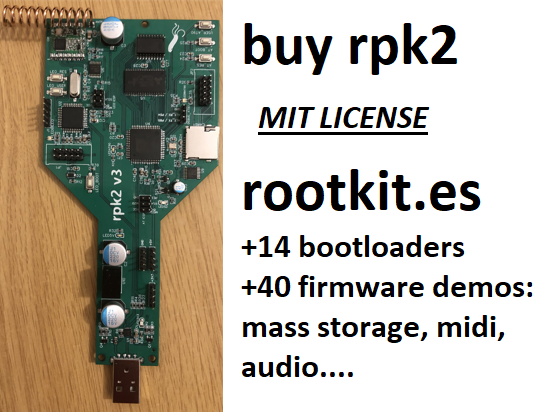 buy rpk2
MIT LICENSE
rootkit.es
+14 bootloaders
+40 firmware demos:
mass storage, midi,
audio....
rpk2 v3